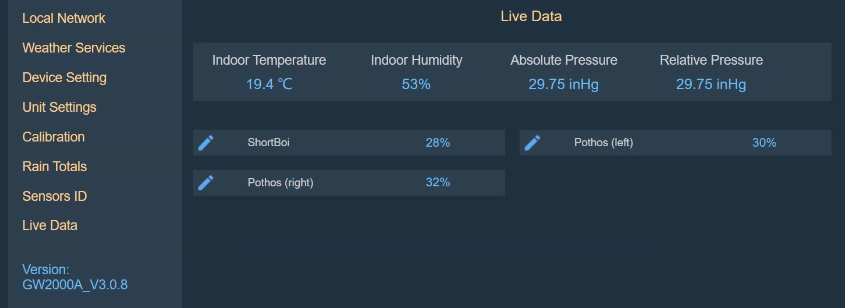 Local Network
Weather Services
Device Setting
Unit Settings
Calibration
Rain Totals
Sensors ID
Live Data
Version:
GW2000A_V3.0.8
Live Data
Indoor Temperature Indoor Humidity Absolute Pressure Relative Pressure
19.4 ℃ 53% 29.75 inHg 29.75 inHg
ShortBoi 28% Pothos (left) 30%
Pothos (right) 32%